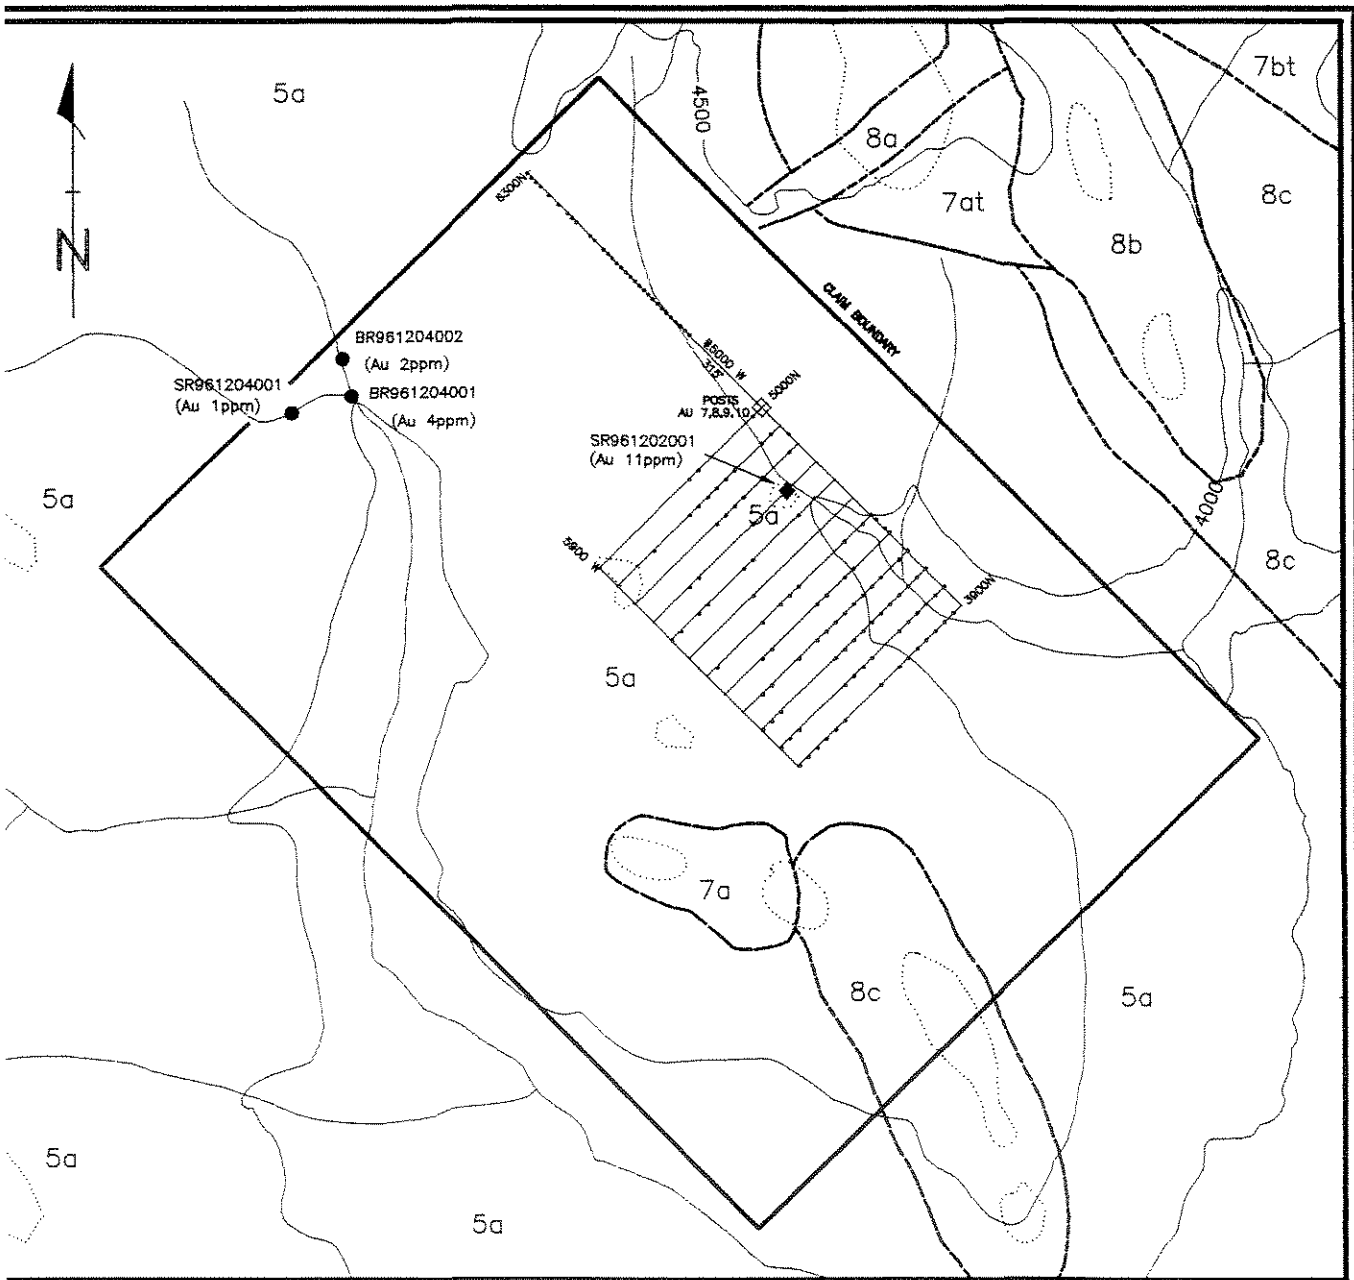 5a
7bt
4500
8a
8c
6300N
7at
N
8b
CLAIM BOUNDARY
BR961204002
(Au 2ppm)
SR961204001
(Au 1ppm)
BR961204001
(Au 4ppm)
315°
5000N
POSTS
AU 7,8,9,10
SR961202001
(Au 11ppm)
5a
4000
5a
5900 W
8c
3900N
5a
7a
8c
5a
5a
5a